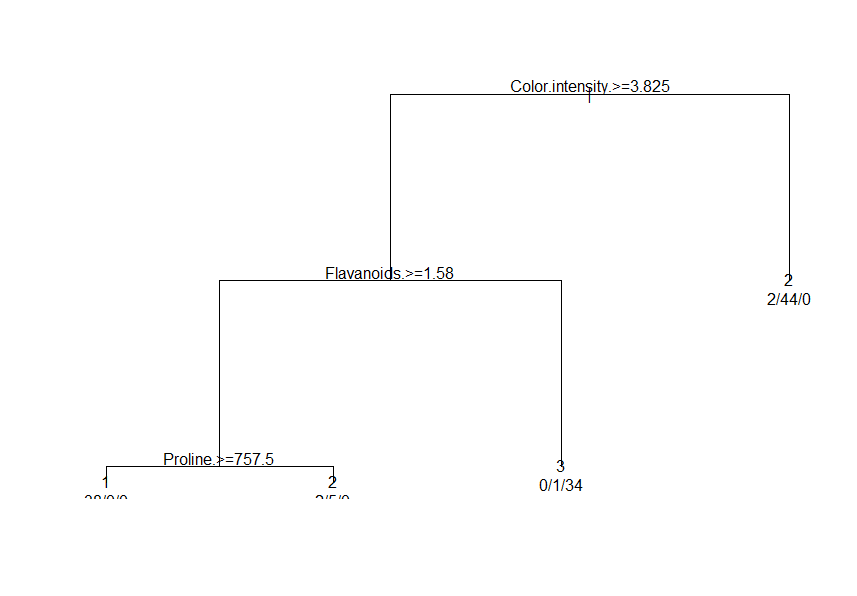 Color.intensity.>=3.825
Flavanoids.>=1.58
2
2/44/0
Proline.>=757.5
1
2
3
0/1/34